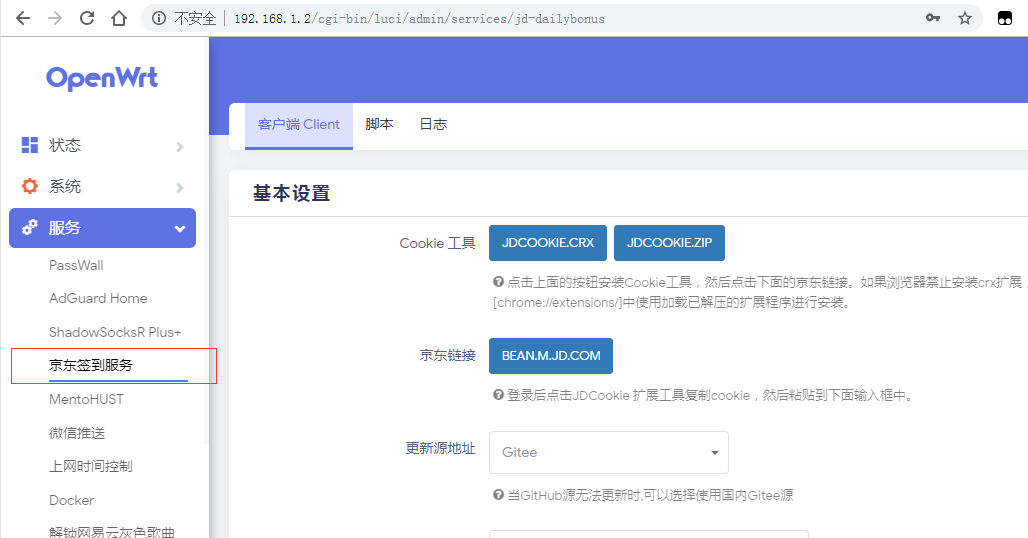 不安全 192.168.1.2/cgi-bin/luci/admin/services/jd-dailybonus
OpenWrt
状态
系统
服务
PassWall
AdGuard Home
ShadowSocksR Plus+
京东签到服务
MentoHUST
微信推送
上网时间控制
Docker
解锁网易云灰色歌曲
客户端 Client 脚本 日志
基本设置
Cookie 工具 JDCOOKIE.CRX JDCOOKIE.ZIP
点击上面的按钮安装Cookie工具，然后点击下面的京东链接。如果浏览器禁止安装crx扩展，
[chrome://extensions/]中使用加载已解压的扩展程序进行安装。
京东链接 BEAN.M.JD.COM
登录后点击JDCookie 扩展工具复制cookie，然后粘贴到下面输入框中。
更新源地址 Gitee
当GitHub源无法更新时,可以选择使用国内Gitee源